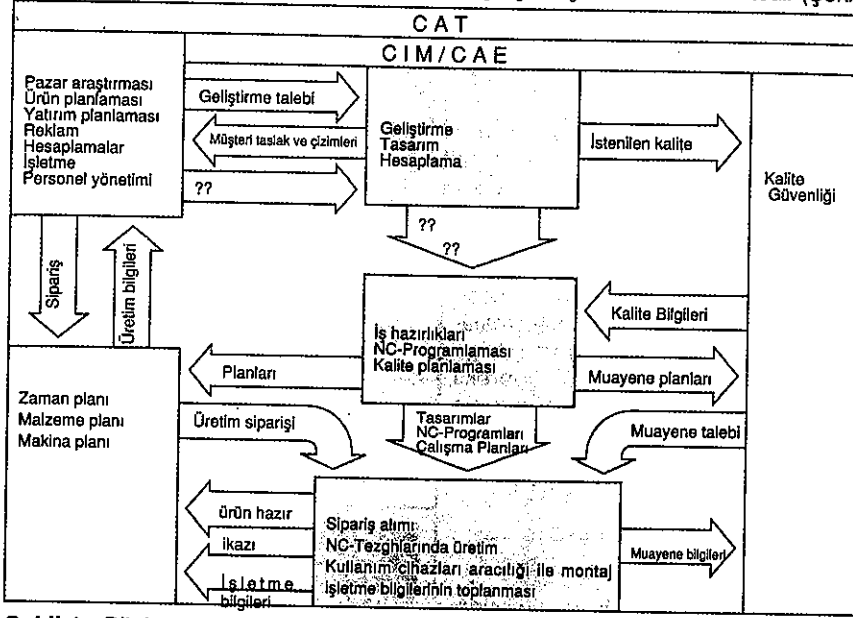 CAT
CIM/CAE
Pazar araştırması
Ürün planlaması
Yatırım planlaması
Reklam
Hesaplamalar
İşletme
Personel yönetimi
Geliştirme talebi
Müşteri taslak ve çizimleri
??
Geliştirme
Tasarım
Hesaplama
İstenilen kalite
Kalite
Güvenliği
??
??
Sipariş
Üretim bilgileri
İş hazırlıkları
NC-Programlaması
Kalite planlaması
Kalite Bilgileri
Planları
Muayene planları
Zaman planı
Malzeme planı
Makina planı
Üretim siparişi
Tasarımlar
NC-Programları
Çalışma Planları
Muayene talebi
ürün hazır
ikazı
İşletme
bilgileri
Sipariş alımı
NC-Tezghlarında üretim
Kullanım cihazları aracılığı ile montaj
işletme bilgilerinin toplanması
Muayene bilgileri